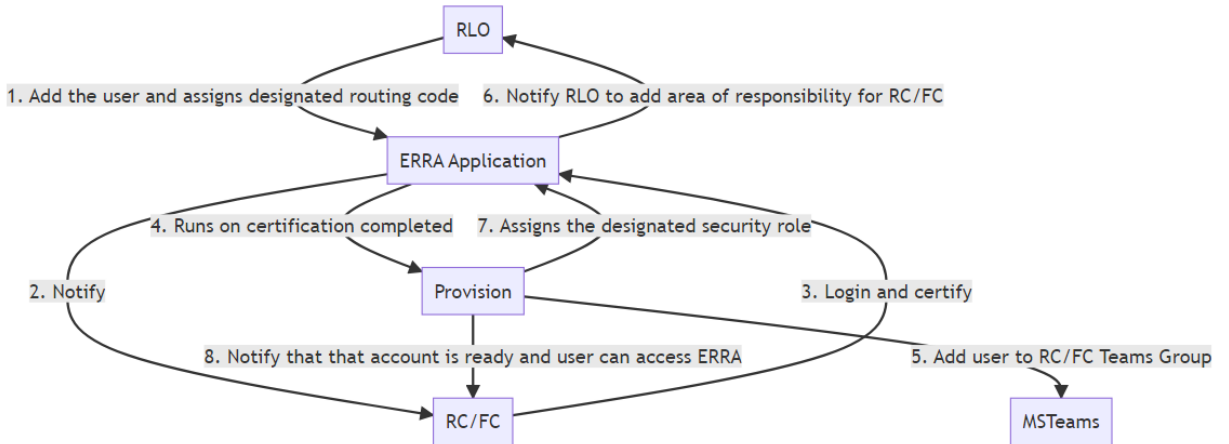 RLO
1. Add the user and assigns designated routing code
6. Notify RLO to add area of responsibility for RC/FC
ERRA Application
4. Runs on certification completed
7. Assigns the designated security role
2. Notify
Provision
3. Login and certify
8. Notify that that account is ready and user can access ERRA
5. Add user to RC/FC Teams Group
RC/FC
MSTeams